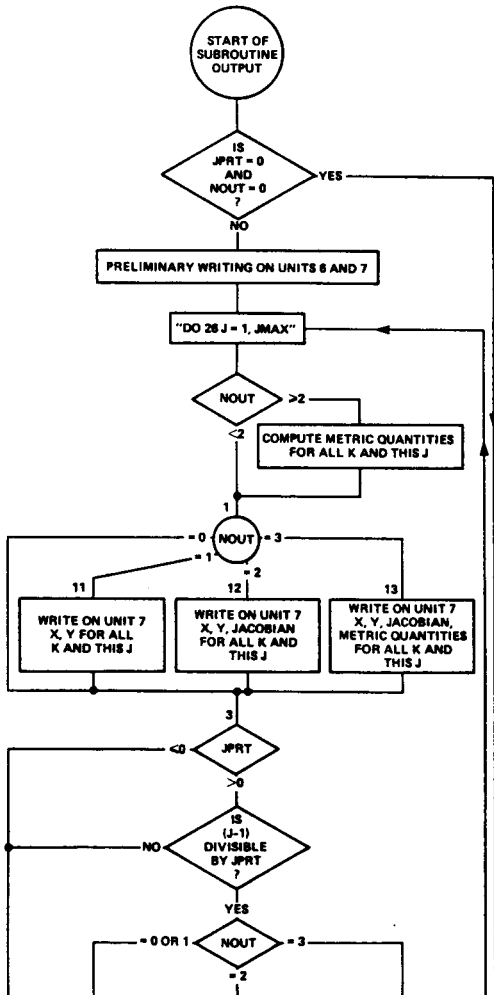 START OF
SUBROUTINE
OUTPUT
IS
JPRT = 0
AND
NOUT = 0
?
YES
NO
PRELIMINARY WRITING ON UNITS 6 AND 7
"DO 26 J = 1, JMAX"
NOUT
≥2
<2
COMPUTE METRIC QUANTITIES
FOR ALL K AND THIS J
1
= 0
NOUT
= 3
= 1
= 2
11
12
13
WRITE ON UNIT 7
X, Y FOR ALL
K AND THIS J
WRITE ON UNIT 7
X, Y, JACOBIAN
FOR ALL K AND
THIS J
WRITE ON UNIT 7
X, Y, JACOBIAN,
METRIC QUANTITIES
FOR ALL K AND
THIS J
3
≤0
JPRT
>0
IS
(J-1)
DIVISIBLE
BY JPRT
?
NO
YES
= 0 OR 1
NOUT
= 3
= 2